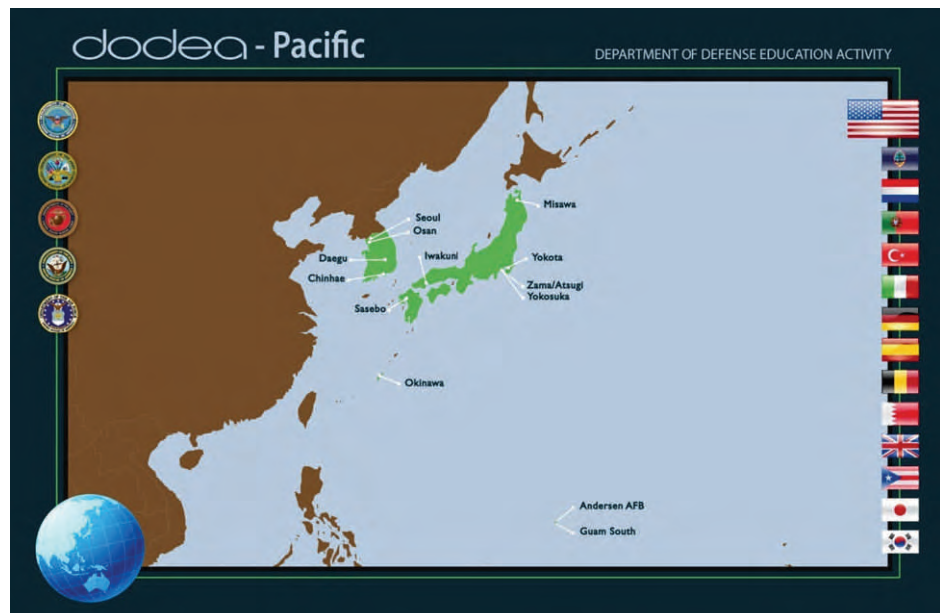 dodea - Pacific
DEPARTMENT OF DEFENSE EDUCATION ACTIVITY
Misawa
Seoul
Osan
Daegu
Iwakuni
Yokota
Chinhae
Zama/Atsugi
Yokosuka
Sasebo
Okinawa
Andersen AFB
Guam South